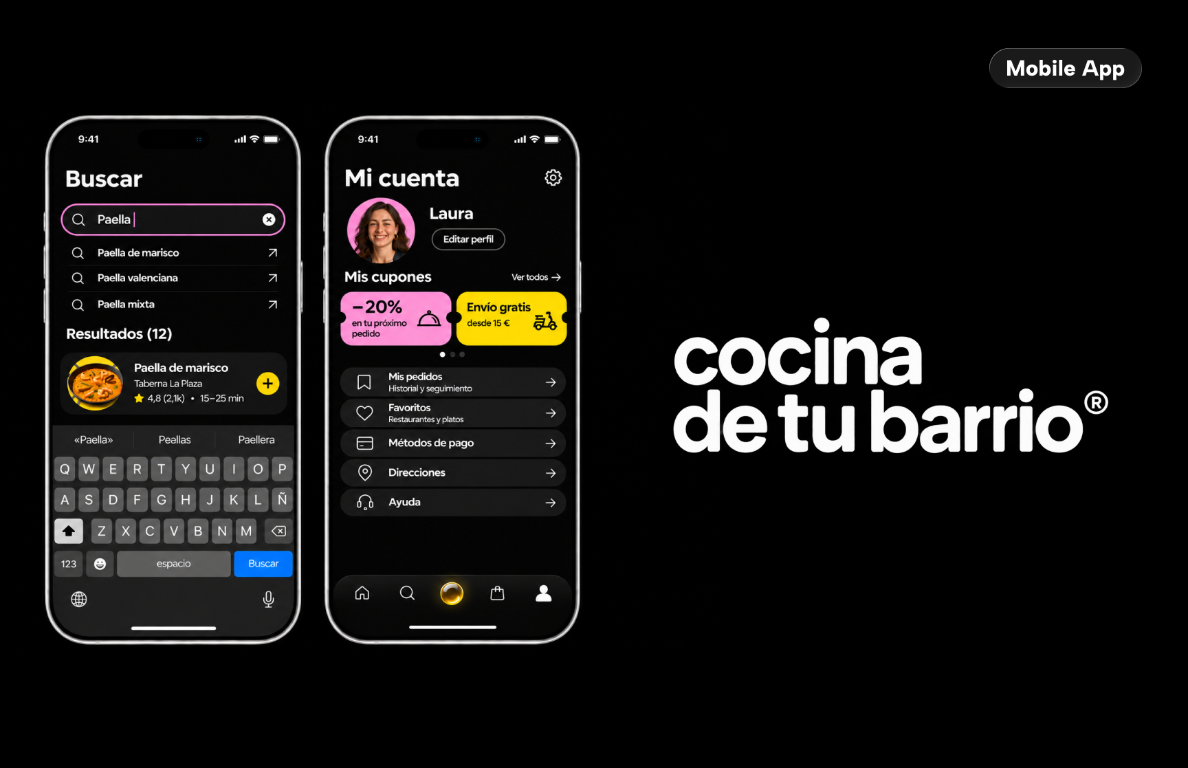 Mobile App
9:41
Buscar
Paella
Paella de marisco
Paella valenciana
Paella mixta
Resultados (12)
Paella de marisco
Taberna La Plaza
4,8 (2,1k) • 15–25 min
«Paella» Peallas Paellera
Q W E R T Y U I O P
A S D F G H J K L Ñ
Z X C V B N M
123 espacio Buscar
9:41
Mi cuenta
Laura
Editar perfil
Mis cupones Ver todos →
–20%
en tu próximo
pedido
Envío gratis
desde 15 €
Mis pedidos
Historial y seguimiento
Favoritos
Restaurantes y platos
Métodos de pago
Direcciones
Ayuda
cocina
de tu barrio®